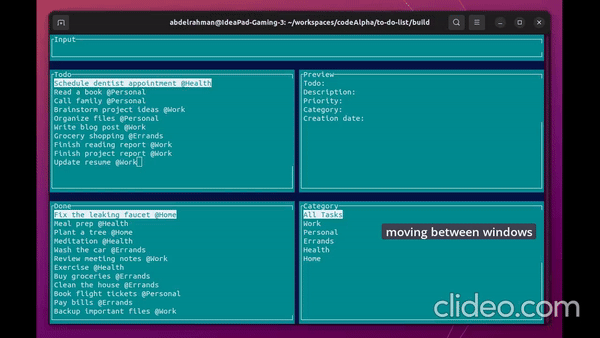 abdelrahman@IdeaPad-Gaming-3: ~/workspaces/codeAlpha/to-do-list/build
Input
Todo
Schedule dentist appointment @Health
Read a book @Personal
Call family @Personal
Brainstorm project ideas @Work
Organize files @Personal
Write blog post @Work
Grocery shopping @Errands
Finish reading report @Work
Finish project report @Work
Update resume @Work
Preview
Todo:
Description:
Priority:
Category:
Creation date:
Done
Fix the leaking faucet @Home
Meal prep @Health
Plant a tree @Home
Meditation @Health
Wash the car @Errands
Review meeting notes @Work
Exercise @Health
Buy groceries @Errands
Clean the house @Errands
Book flight tickets @Personal
Pay bills @Errands
Backup important files @Work
Category
All Tasks
Work
Personal
Errands
Health
Home
moving between windows
clideo.com